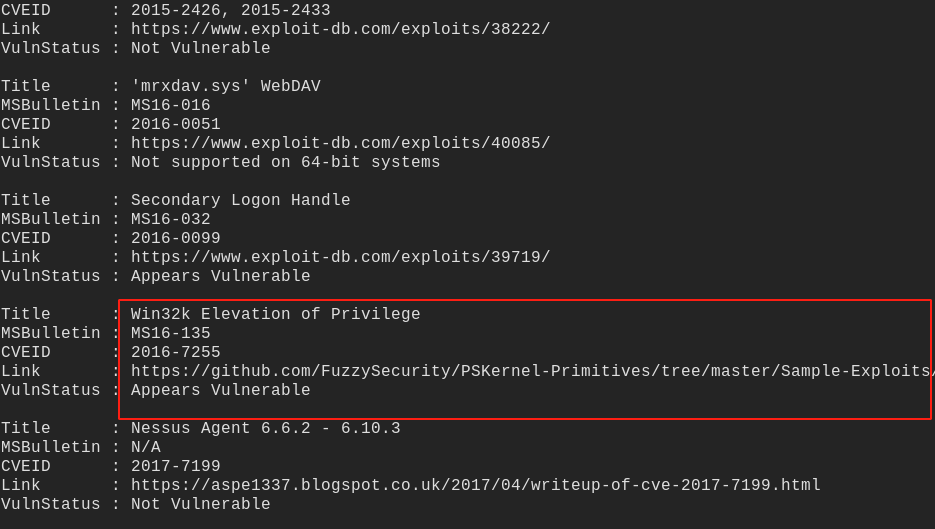 CVEID      : 2015-2426, 2015-2433
Link       : https://www.exploit-db.com/exploits/38222/
VulnStatus : Not Vulnerable
Title      : 'mrxdav.sys' WebDAV
MSBulletin : MS16-016
CVEID      : 2016-0051
Link       : https://www.exploit-db.com/exploits/40085/
VulnStatus : Not supported on 64-bit systems
Title      : Secondary Logon Handle
MSBulletin : MS16-032
CVEID      : 2016-0099
Link       : https://www.exploit-db.com/exploits/39719/
VulnStatus : Appears Vulnerable
Title      : Win32k Elevation of Privilege
MSBulletin : MS16-135
CVEID      : 2016-7255
Link       : https://github.com/FuzzySecurity/PSKernel-Primitives/tree/master/Sample-Exploits/
VulnStatus : Appears Vulnerable
Title      : Nessus Agent 6.6.2 - 6.10.3
MSBulletin : N/A
CVEID      : 2017-7199
Link       : https://aspe1337.blogspot.co.uk/2017/04/writeup-of-cve-2017-7199.html
VulnStatus : Not Vulnerable